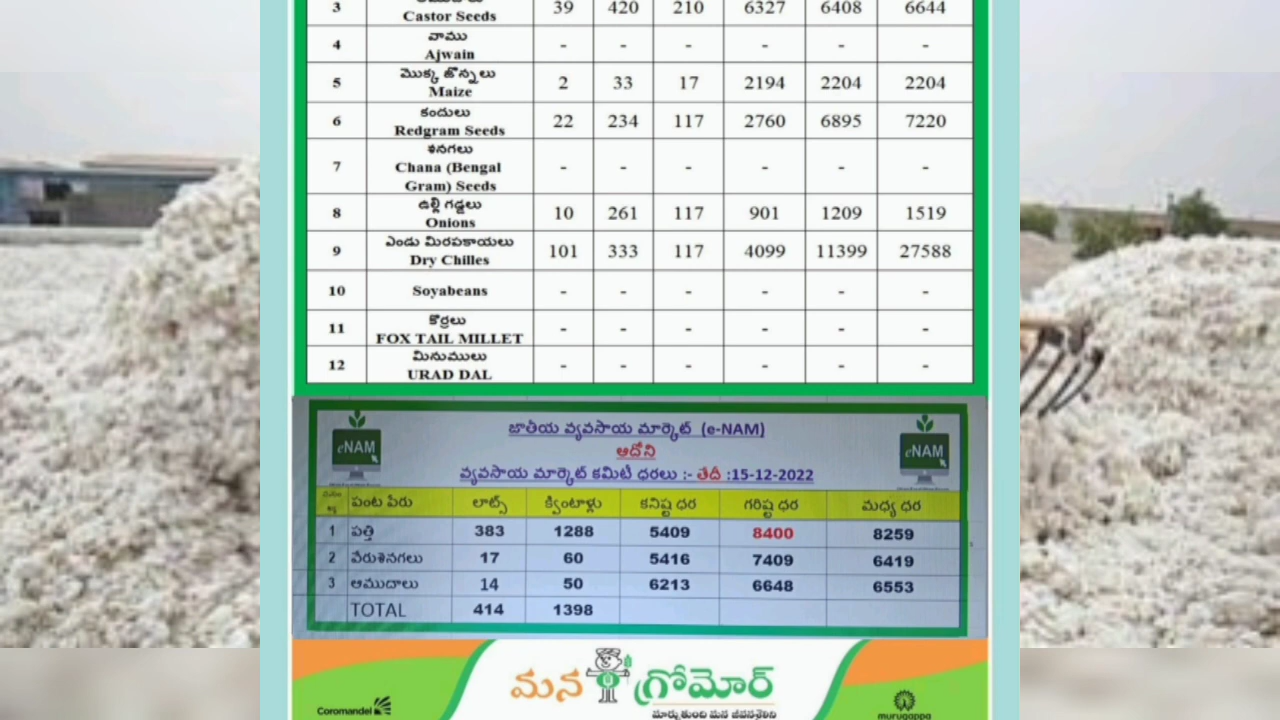 3 ఆముదాలు 39 420 210 6327 6408 6644
Castor Seeds
4 వాము - - - - - -
Ajwain
5 మొక్క జొన్నలు 2 33 17 2194 2204 2204
Maize
6 కందులు 22 234 117 2760 6895 7220
Redgram Seeds
7 శనగలు - - - - - -
Chana (Bengal
Gram) Seeds
8 ఉల్లి గడ్డలు 10 261 117 901 1209 1519
Onions
9 ఎండు మిరపకాయలు 101 333 117 4099 11399 27588
Dry Chilles
10 Soyabeans - - - - - -
11 కొర్రలు - - - - - -
FOX TAIL MILLET
12 మినుములు - - - - - -
URAD DAL
eNAM
జాతీయ వ్యవసాయ మార్కెట్ (e-NAM)
ఆదోని
వ్యవసాయ మార్కెట్ కమిటీ ధరలు :- తేదీ :15-12-2022
eNAM
పంట పేరు లాట్స్ క్వింటాళ్లు కనిష్ట ధర గరిష్ట ధర మధ్య ధర
1 పత్తి 383 1288 5409 8400 8259
2 వేరుశెనగలు 17 60 5416 7409 6419
3 ఆముదాలు 14 50 6213 6648 6553
TOTAL 414 1398
మన గ్రోమోర్
మార్చుతుంది మన జీవనశైలిని
Coromandel
murugappa